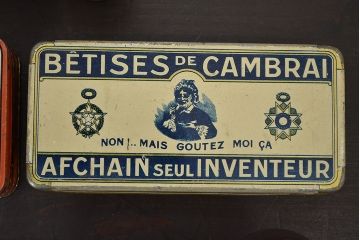 BÊTISES DE CAMBRAI
NON!.. MAIS GOUTEZ MOI ÇA
AFCHAIN SEUL INVENTEUR